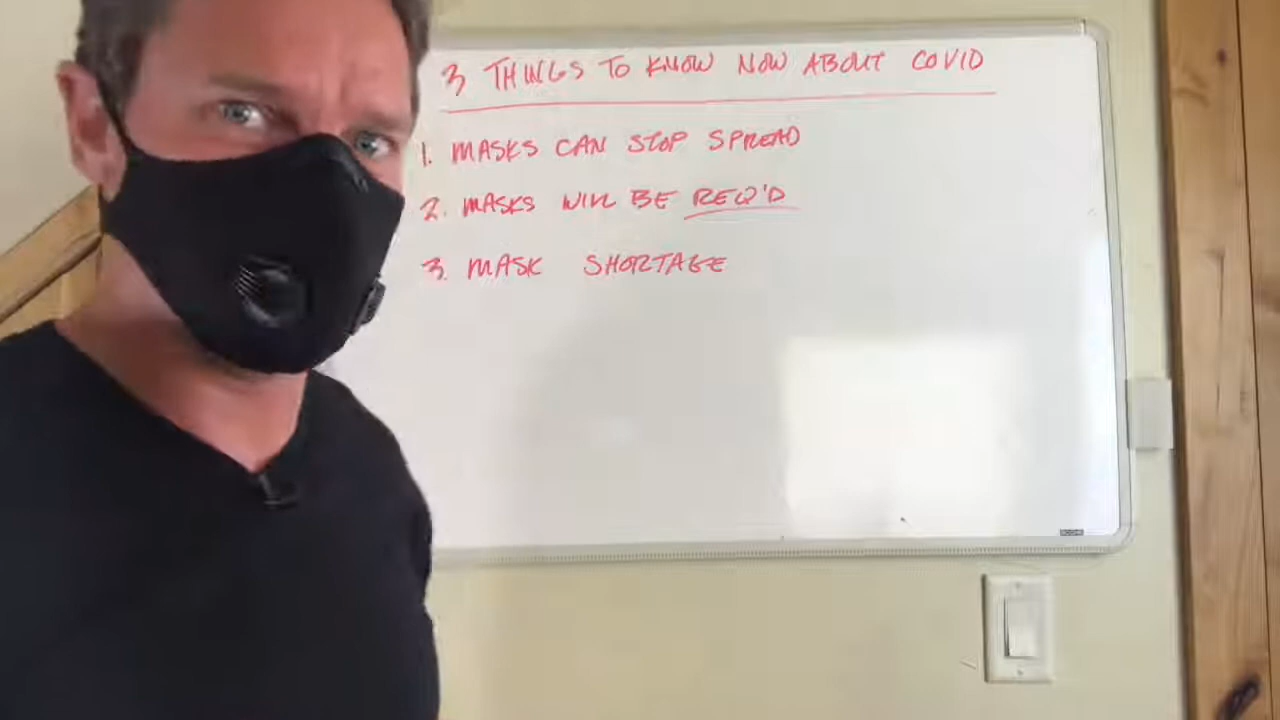 3 THINGS TO KNOW NOW ABOUT COVID
1. MASKS CAN STOP SPREAD
2. MASKS WILL BE REQ'D
3. MASK SHORTAGE